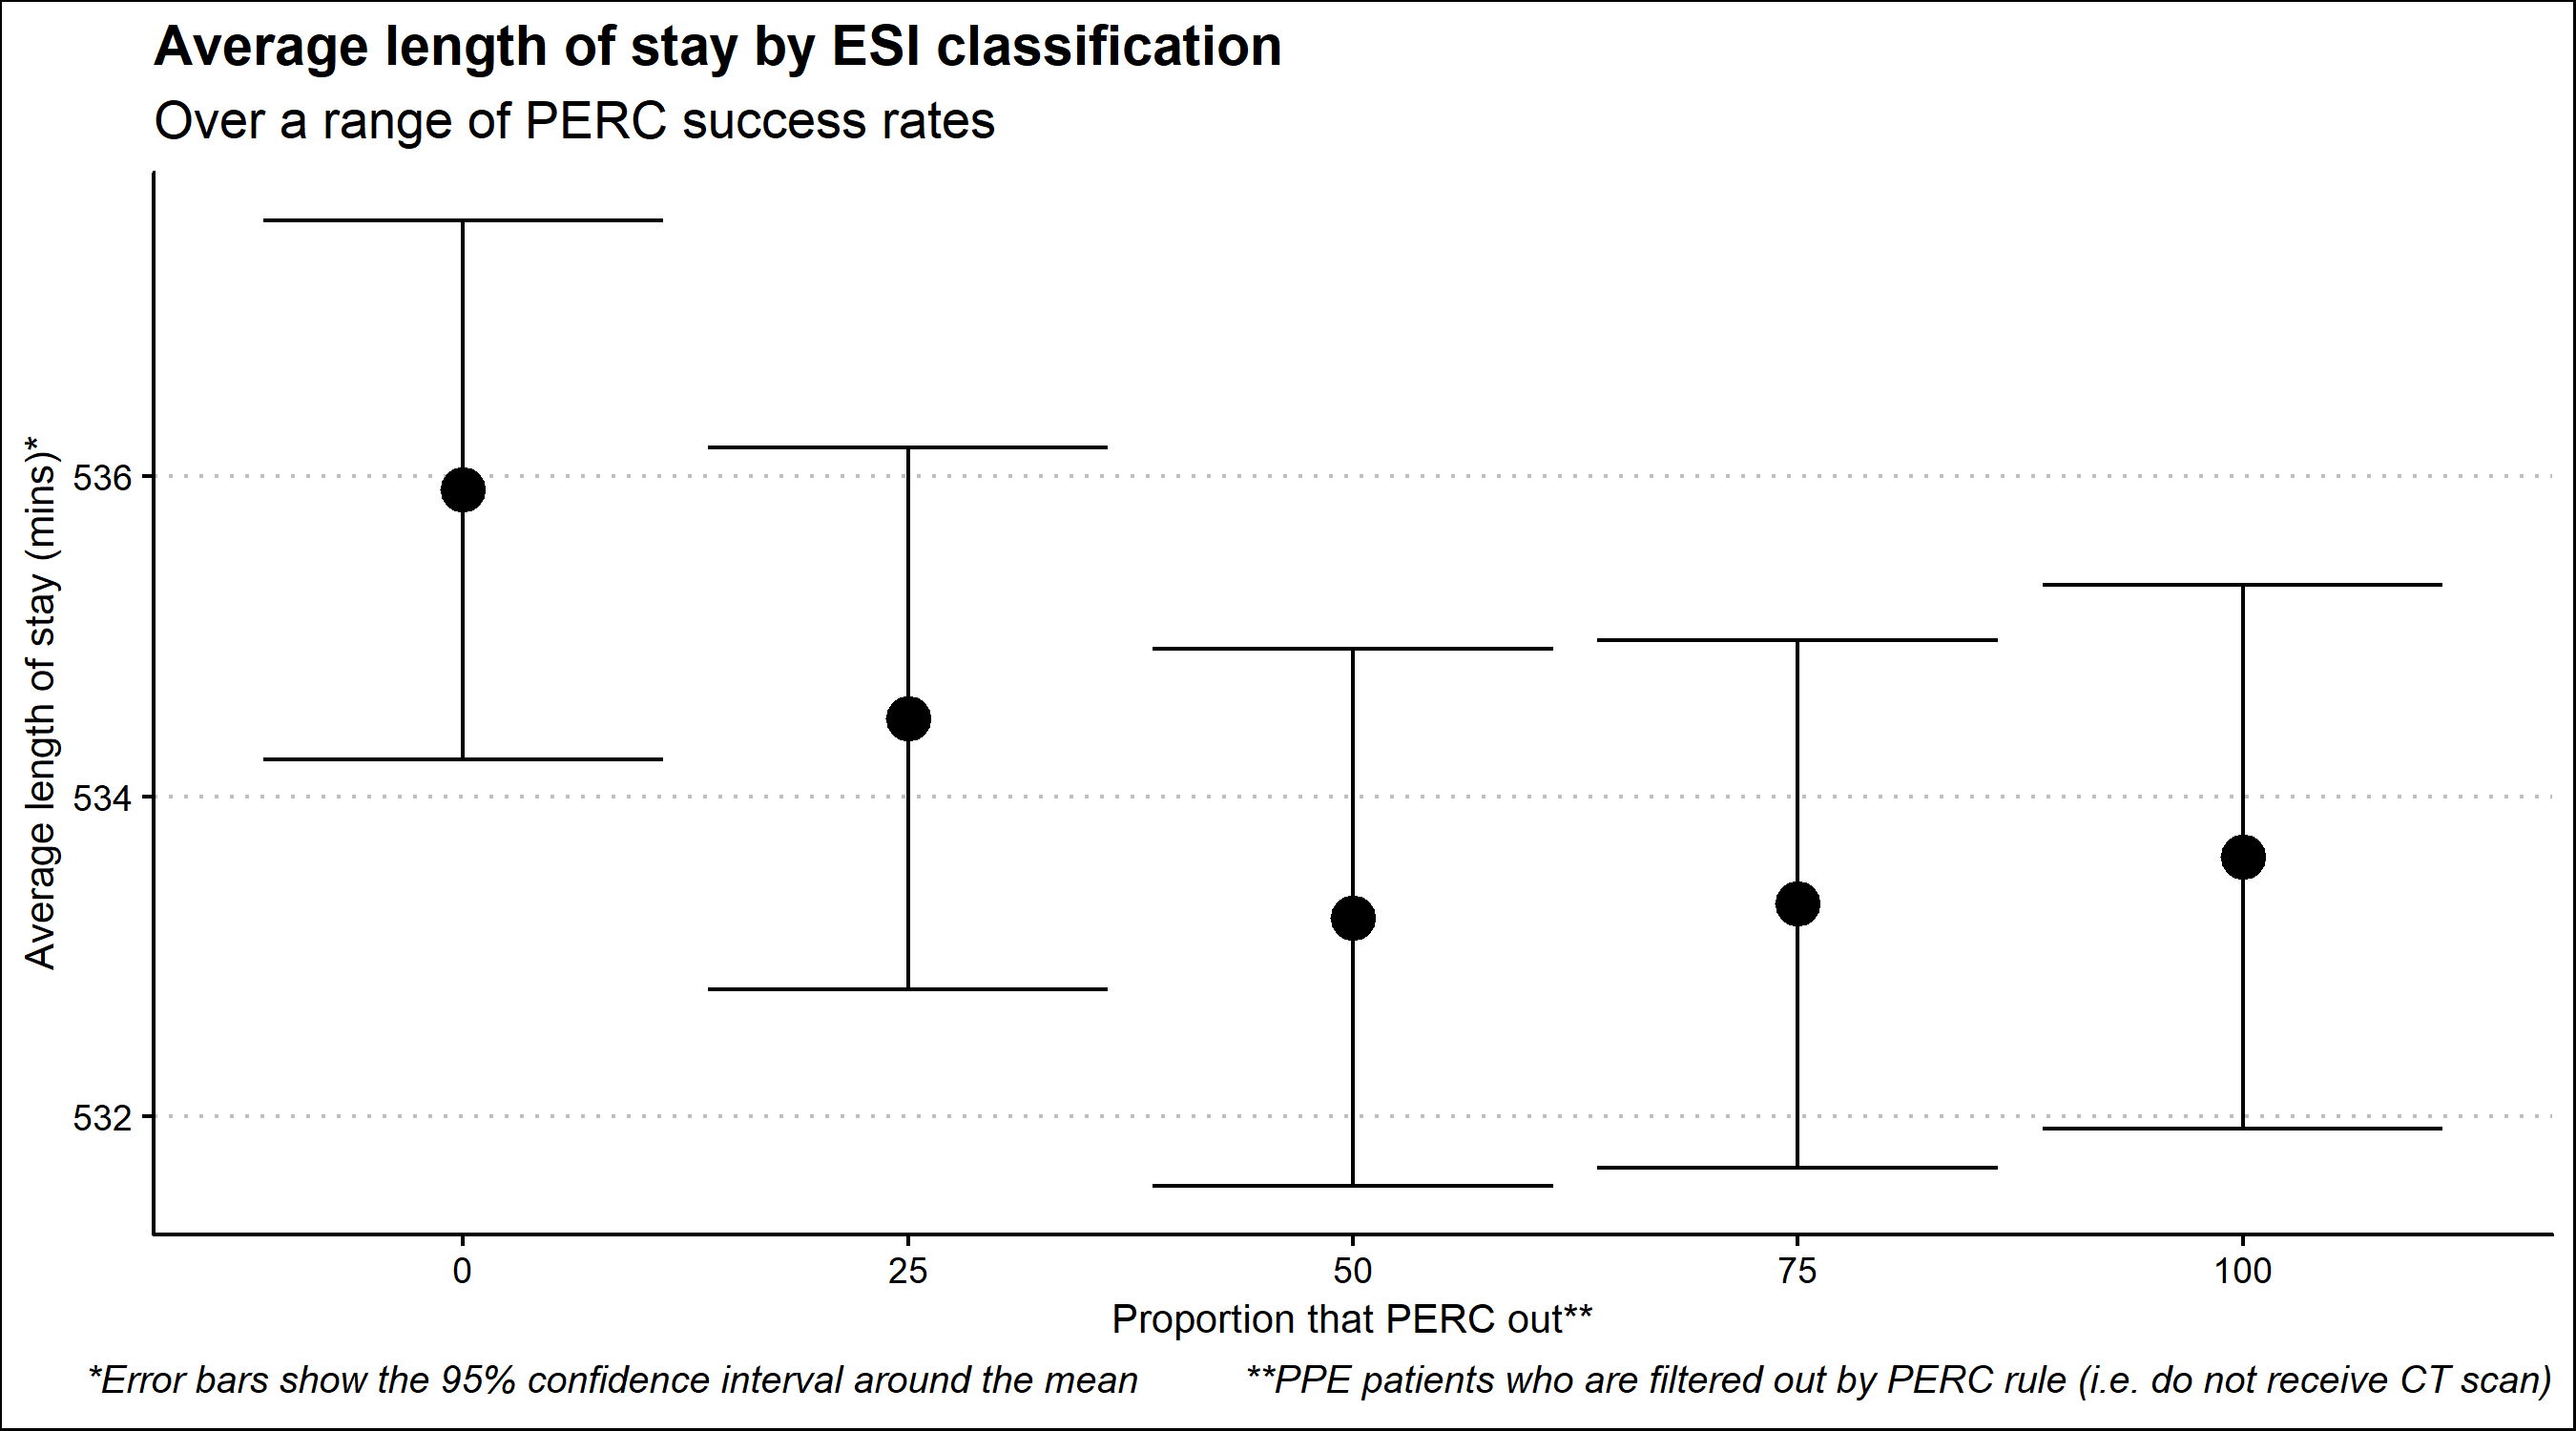 Average length of stay by ESI classification
Over a range of PERC success rates
Average length of stay (mins)*
536
534
532
0 25 50 75 100
Proportion that PERC out**
*Error bars show the 95% confidence interval around the mean **PPE patients who are filtered out by PERC rule (i.e. do not receive CT scan)